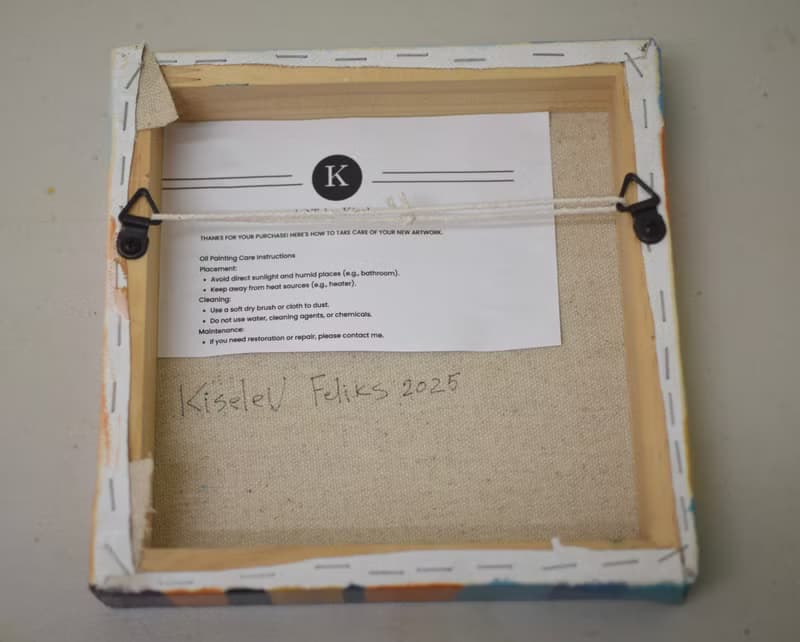 K
THANKS FOR YOUR PURCHASE! HERE'S HOW TO TAKE CARE OF YOUR NEW ARTWORK.
Oil Painting Care Instructions
Placement:
• Avoid direct sunlight and humid places (e.g., bathroom).
• Keep away from heat sources (e.g., heater).
Cleaning:
• Use a soft dry brush or cloth to dust.
• Do not use water, cleaning agents, or chemicals.
Maintenance:
• If you need restoration or repair, please contact me.
Kiselev Feliks 2025